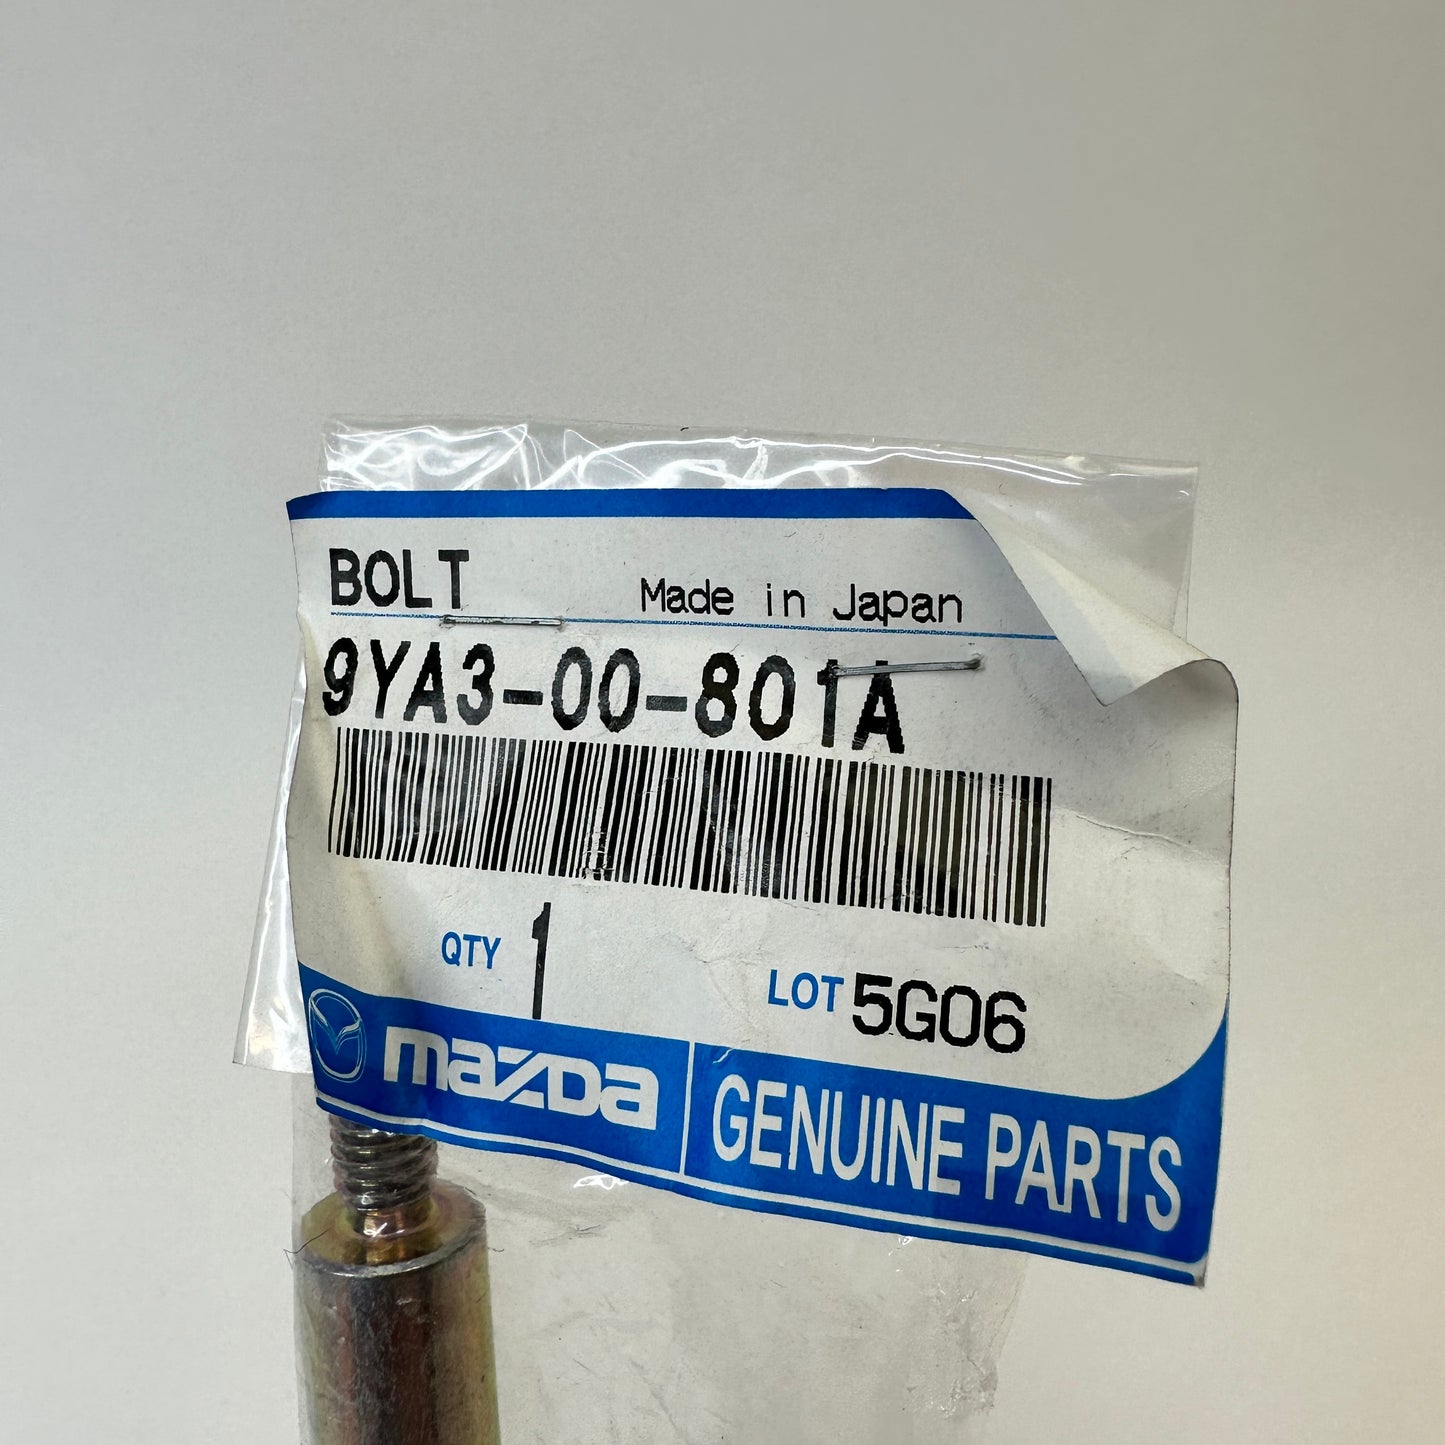 BOLT Made in Japan
9YA3-00-801A
QTY 1 LOT 5G06
mazDa GENUINE PARTS